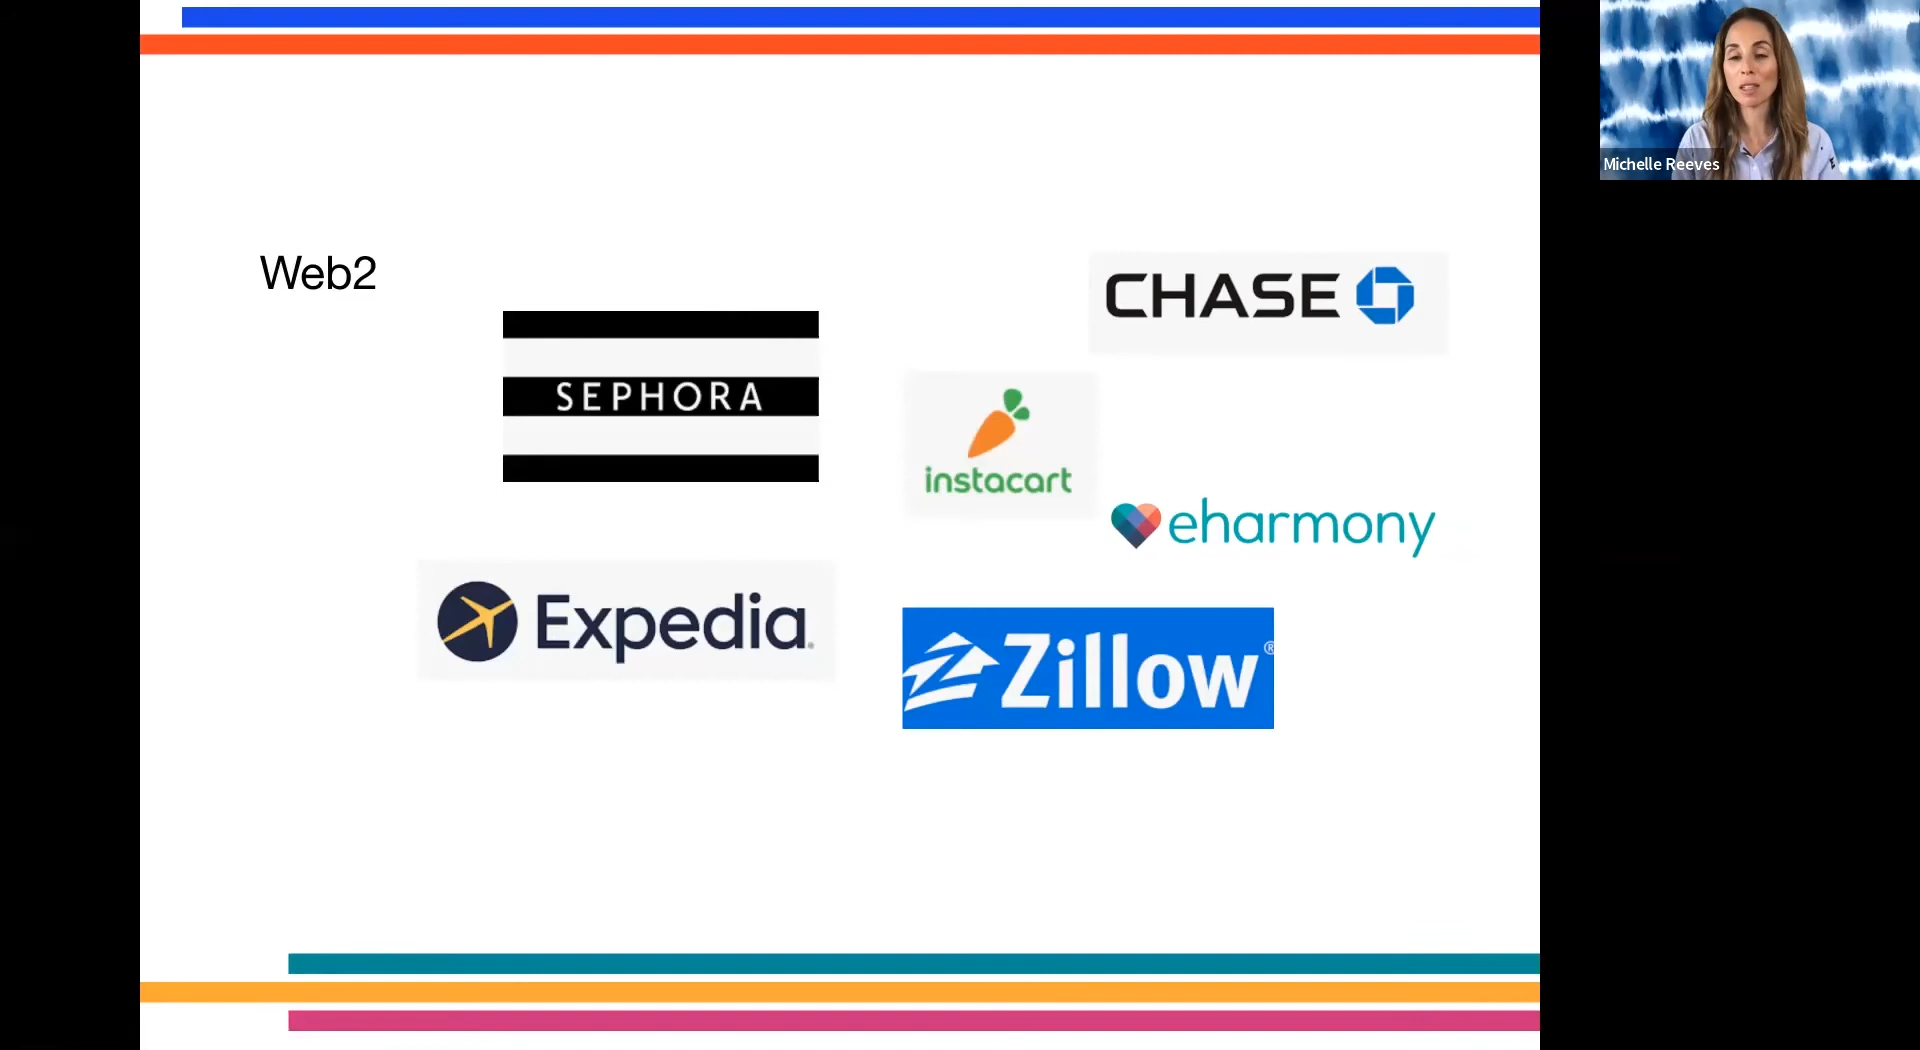 Michelle Reeves
Web2
CHASE
SEPHORA
instacart
eharmony
Expedia
Zillow®